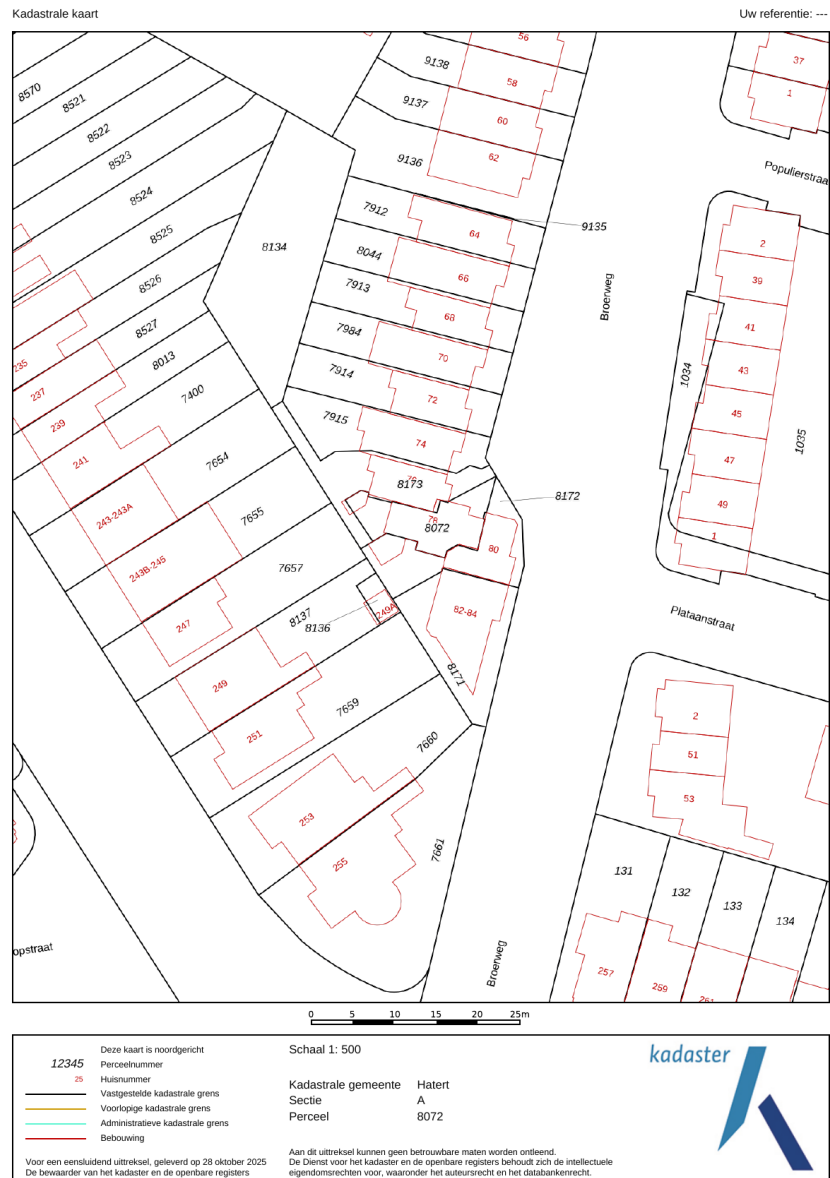 Kadastrale kaart
Uw referentie: ---
56
9138
58
37
8570
8521
9137
60
1
8522
8523
9136
62
Populierstraa
8524
7912
9135
8525
64
2
8134
8044
8526
7913
66
39
Broerweg
8527
68
41
235
8013
7984
70
43
1034
237
7400
7914
72
45
239
7915
74
1035
241
7654
47
8173
8172
243-243A
7655
49
78
8072
80
1
243B-245
7657
247
8137
8136
249A
82-84
Plataanstraat
249
8171
7659
2
251
7660
51
53
253
7661
255
131
132
133
134
opstraat
Broerweg
257
259
261
0 5 10 15 20 25m
Deze kaart is noordgericht
12345 Perceelnummer
25 Huisnummer
Vastgestelde kadastrale grens
Voorlopige kadastrale grens
Administratieve kadastrale grens
Bebouwing
Voor een eensluidend uittreksel, geleverd op 28 oktober 2025
De bewaarder van het kadaster en de openbare registers
Schaal 1: 500
Kadastrale gemeente Hatert
Sectie A
Perceel 8072
Aan dit uittreksel kunnen geen betrouwbare maten worden ontleend.
De Dienst voor het kadaster en de openbare registers behoudt zich de intellectuele
eigendomsrechten voor, waaronder het auteursrecht en het databankenrecht.
kadaster